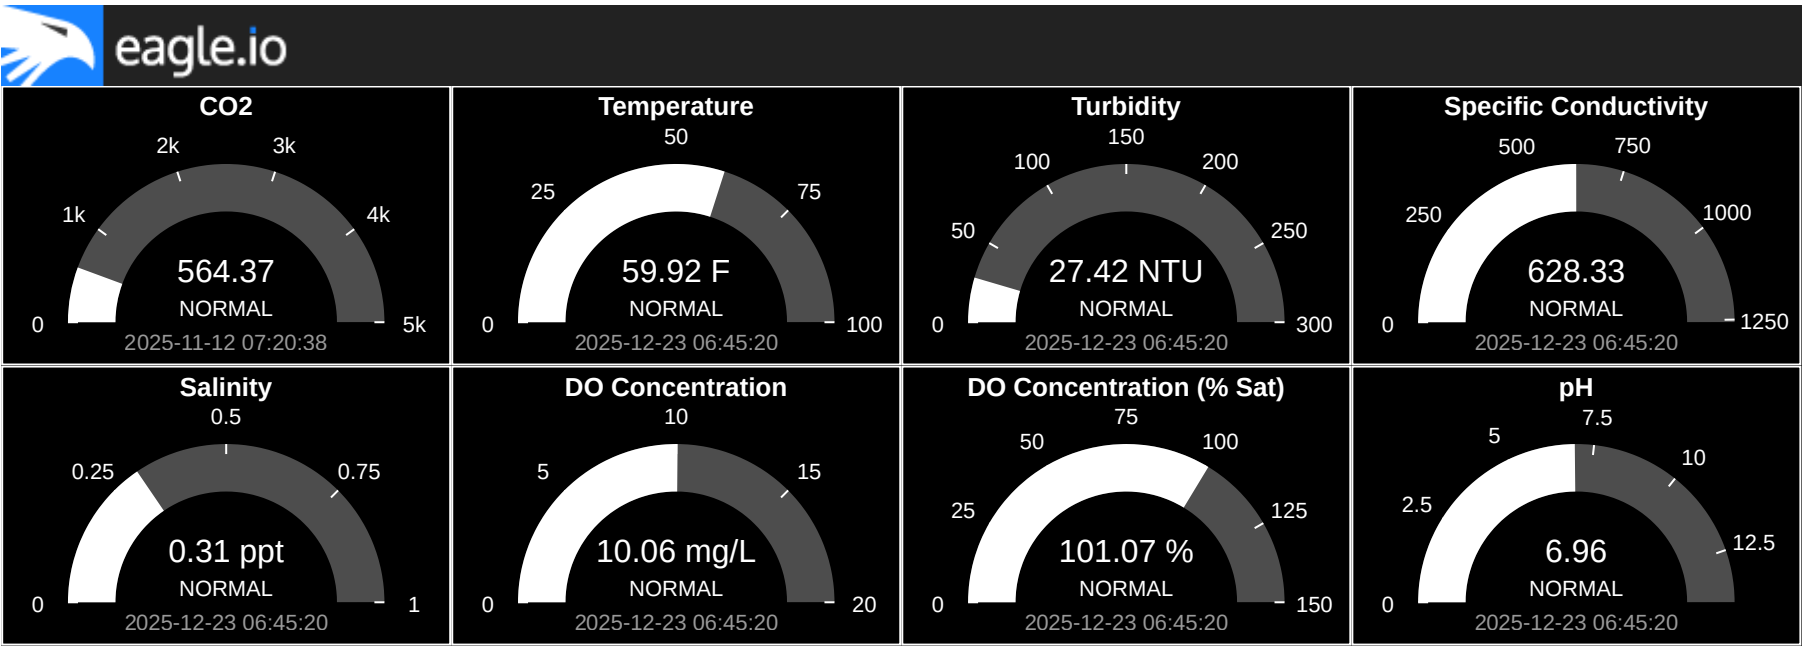 eagle.io
CO2
0
1k
2k
3k
4k
5k
564.37
NORMAL
2025-11-12 07:20:38
Temperature
0
25
50
75
100
59.92 F
NORMAL
2025-12-23 06:45:20
Turbidity
0
50
100
150
200
250
300
27.42 NTU
NORMAL
2025-12-23 06:45:20
Specific Conductivity
0
250
500
750
1000
1250
628.33
NORMAL
2025-12-23 06:45:20
Salinity
0
0.25
0.5
0.75
1
0.31 ppt
NORMAL
2025-12-23 06:45:20
DO Concentration
0
5
10
15
20
10.06 mg/L
NORMAL
2025-12-23 06:45:20
DO Concentration (% Sat)
0
25
50
75
100
125
150
101.07 %
NORMAL
2025-12-23 06:45:20
pH
0
2.5
5
7.5
10
12.5
6.96
NORMAL
2025-12-23 06:45:20